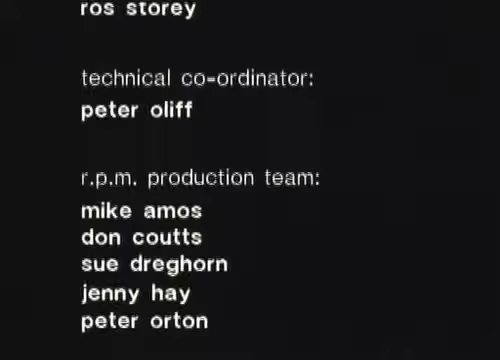 ros storey
technical co-ordinator:
peter oliff
r.p.m. production team:
mike amos
don coutts
sue dreghorn
jenny hay
peter orton